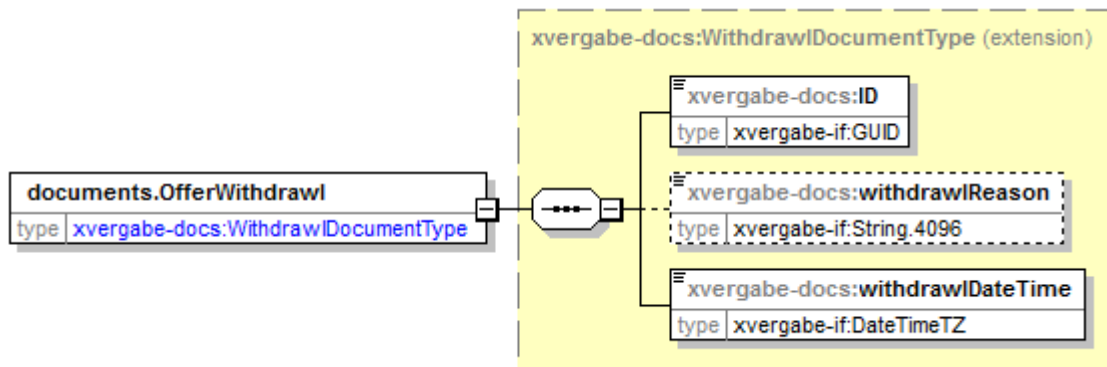 xvergabe-docs:WithdrawlDocumentType (extension)
xvergabe-docs:ID
type xvergabe-if:GUID
documents.OfferWithdrawl
type xvergabe-docs:WithdrawlDocumentType
xvergabe-docs:withdrawlReason
type xvergabe-if:String.4096
xvergabe-docs:withdrawlDateTime
type xvergabe-if:DateTimeTZ